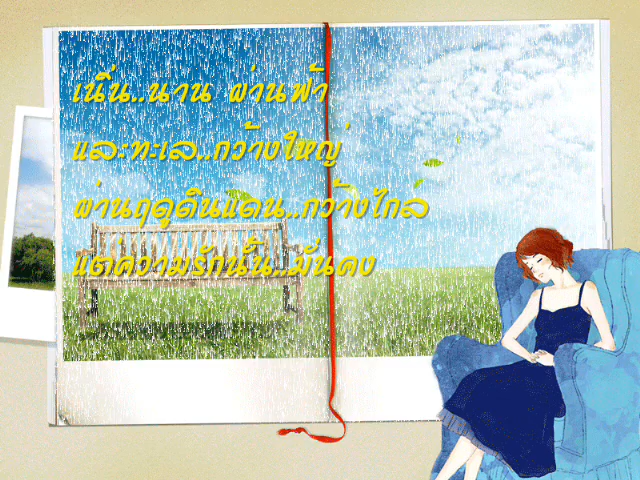 เนิ่น..นาน ผ่านฟ้า
และทะเล..กว้างใหญ่
ผ่านฤดูดินแดน..กว้างไกล
แต่ความรักนั้น..มั่นคง